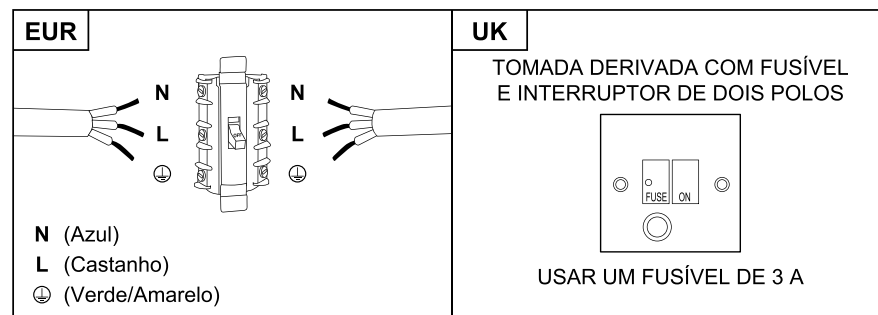 EUR
N
N
L
L
N (Azul)
L (Castanho)
⏚ (Verde/Amarelo)
UK
TOMADA DERIVADA COM FUSÍVEL
E INTERRUPTOR DE DOIS POLOS
FUSE
ON
USAR UM FUSÍVEL DE 3 A